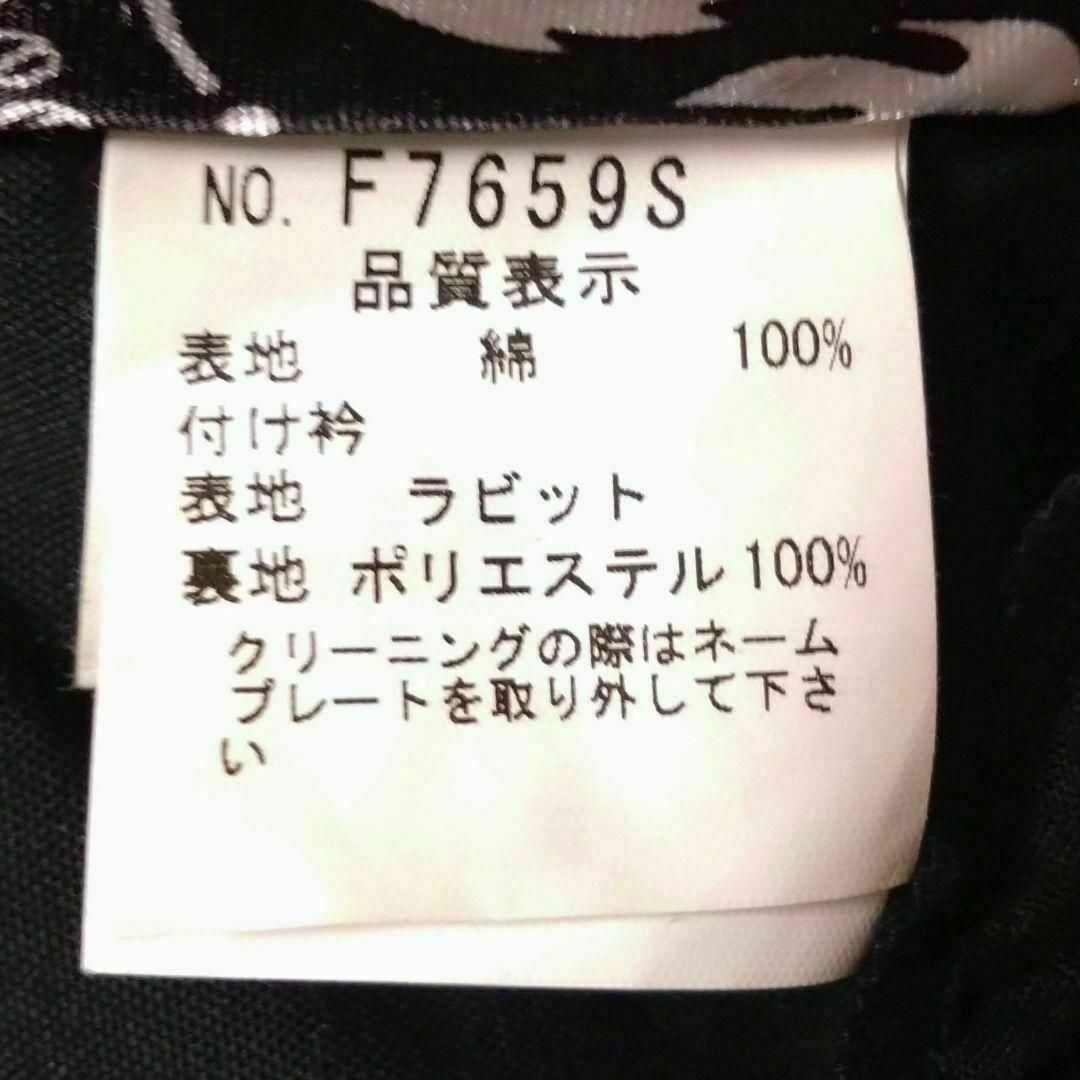 NO. F7659S
品質表示
表地 綿 100%
付け衿
表地 ラビット
裏地 ポリエステル100%
クリーニングの際はネーム
プレートを取り外して下さ
い